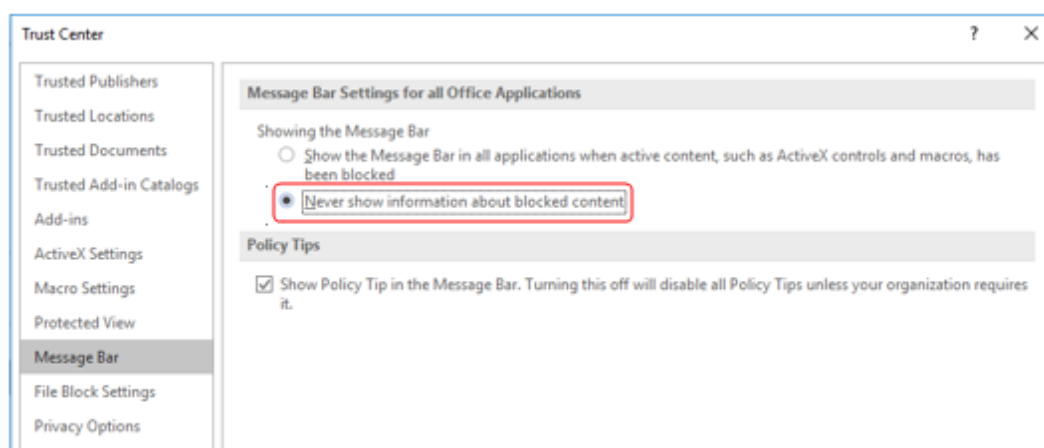 Trust Center
?
Trusted Publishers
Trusted Locations
Trusted Documents
Trusted Add-in Catalogs
Add-ins
ActiveX Settings
Macro Settings
Protected View
Message Bar
File Block Settings
Privacy Options
Message Bar Settings for all Office Applications
Showing the Message Bar
Show the Message Bar in all applications when active content, such as ActiveX controls and macros, has
been blocked
Never show information about blocked content
Policy Tips
Show Policy Tip in the Message Bar. Turning this off will disable all Policy Tips unless your organization requires
it.